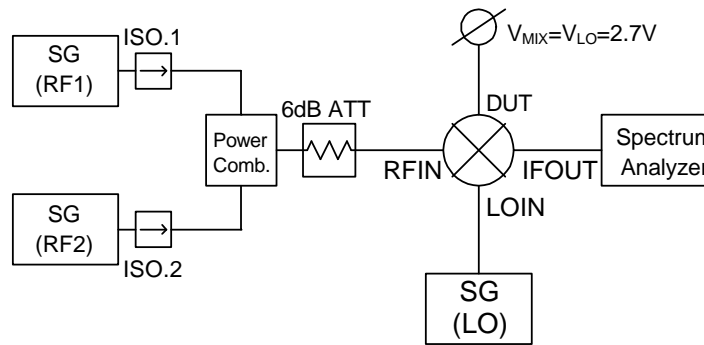 ISO.1
SG
(RF1)
V_MIX=V_LO=2.7V
6dB ATT
DUT
Power
Comb.
RFIN
IFOUT
Spectrum
Analyzer
LOIN
SG
(RF2)
ISO.2
SG
(LO)